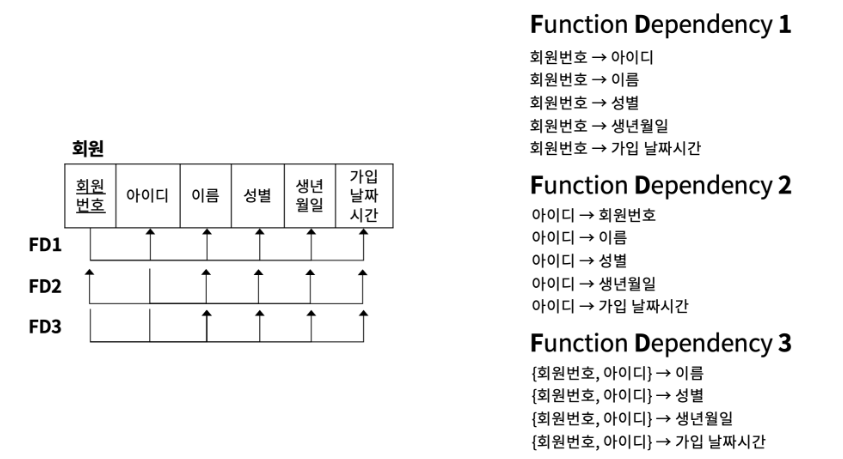 회원
회원
번호
아이디
이름
성별
생년
월일
가입
날짜
시간
FD1
FD2
FD3
Function Dependency 1
회원번호 → 아이디
회원번호 → 이름
회원번호 → 성별
회원번호 → 생년월일
회원번호 → 가입 날짜시간
Function Dependency 2
아이디 → 회원번호
아이디 → 이름
아이디 → 성별
아이디 → 생년월일
아이디 → 가입 날짜시간
Function Dependency 3
{회원번호, 아이디} → 이름
{회원번호, 아이디} → 성별
{회원번호, 아이디} → 생년월일
{회원번호, 아이디} → 가입 날짜시간